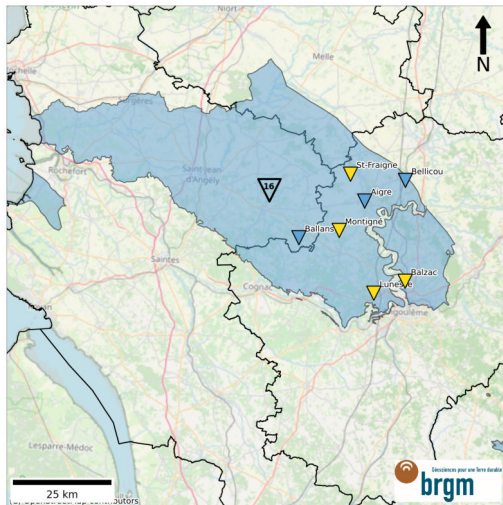 Niort
Melle
Rochelle
N
St-Fraigne
Bellicou
Saint-Jean
d'Angély
16
Rochefort
Aigre
Montigné
Ballans
Saintes
Balzac
Cognac
Angoulême
Lesparre-Médoc
25 km
Géosciences pour une Terre durable
brgm